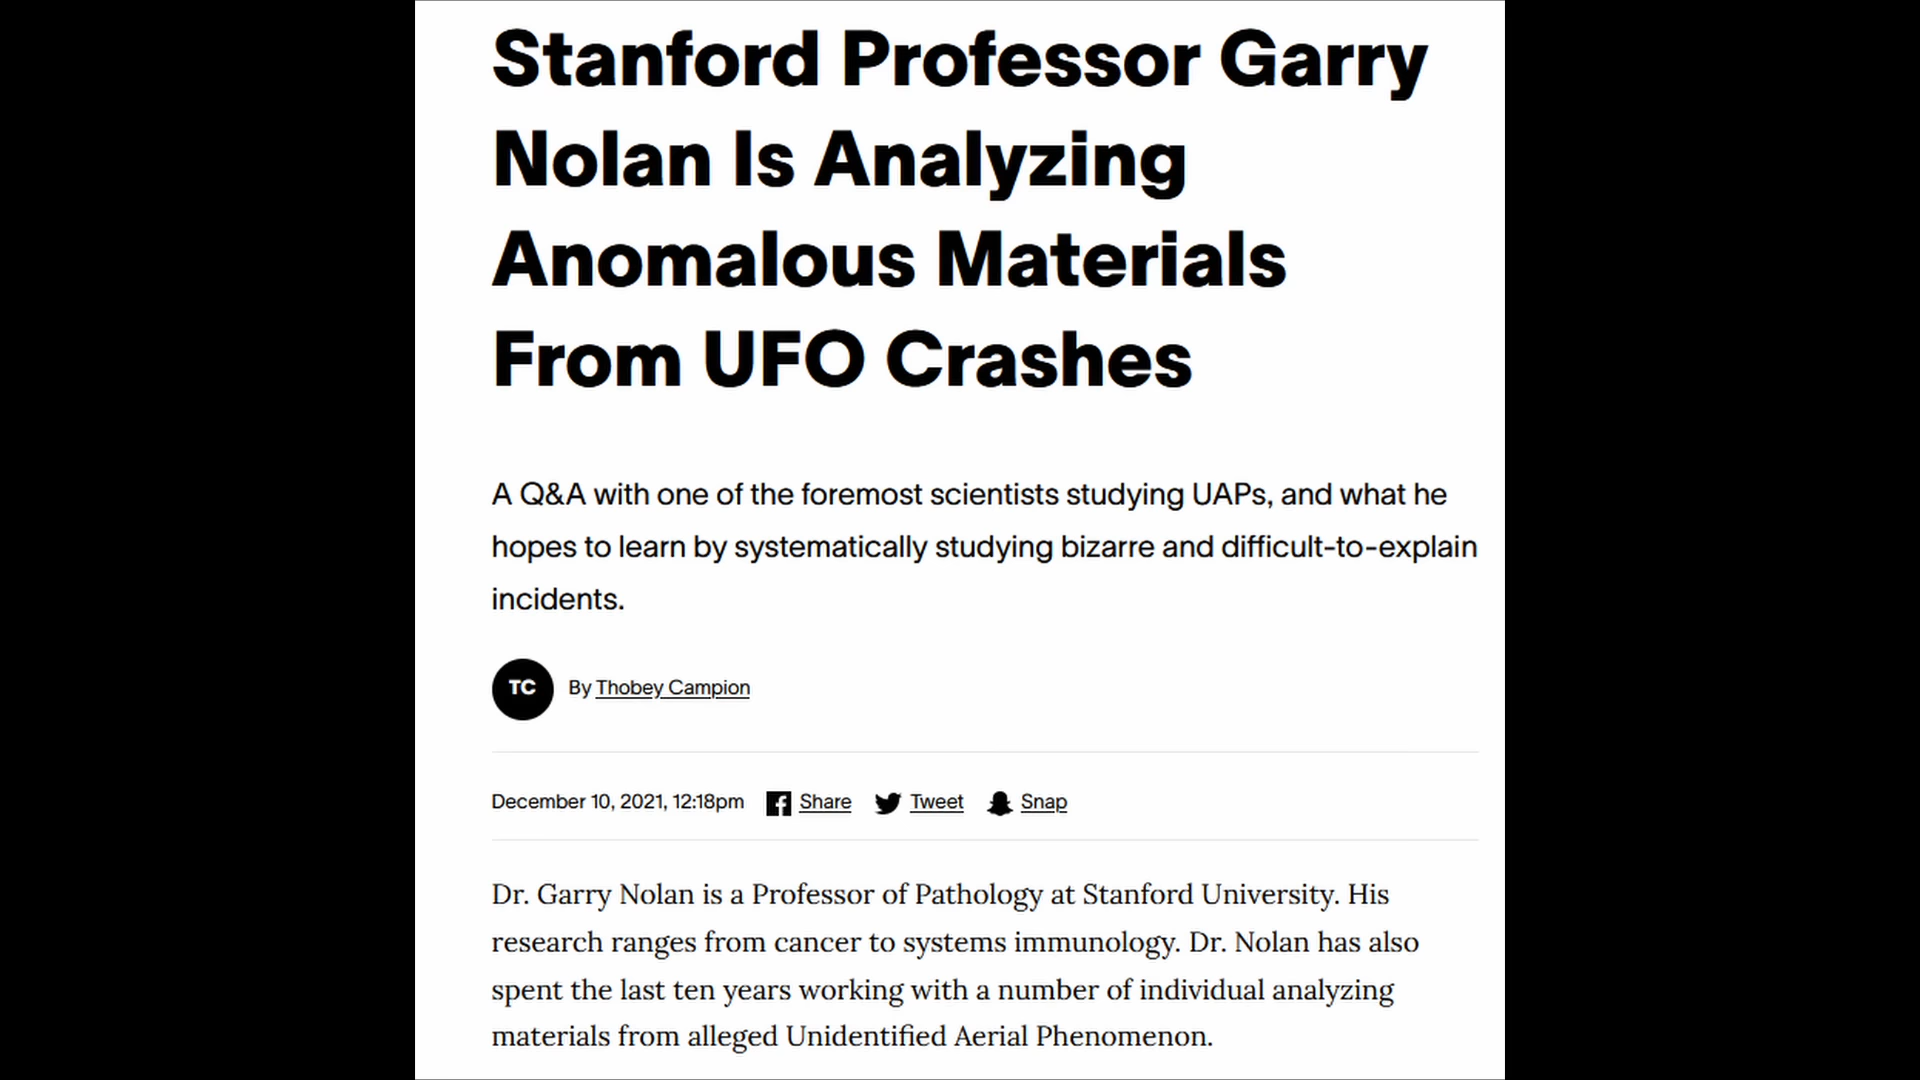 Stanford Professor Garry
Nolan Is Analyzing
Anomalous Materials
From UFO Crashes
A Q&A with one of the foremost scientists studying UAPs, and what he
hopes to learn by systematically studying bizarre and difficult-to-explain
incidents.
TC By Thobey Campion
December 10, 2021, 12:18pm Share Tweet Snap
Dr. Garry Nolan is a Professor of Pathology at Stanford University. His
research ranges from cancer to systems immunology. Dr. Nolan has also
spent the last ten years working with a number of individual analyzing
materials from alleged Unidentified Aerial Phenomenon.